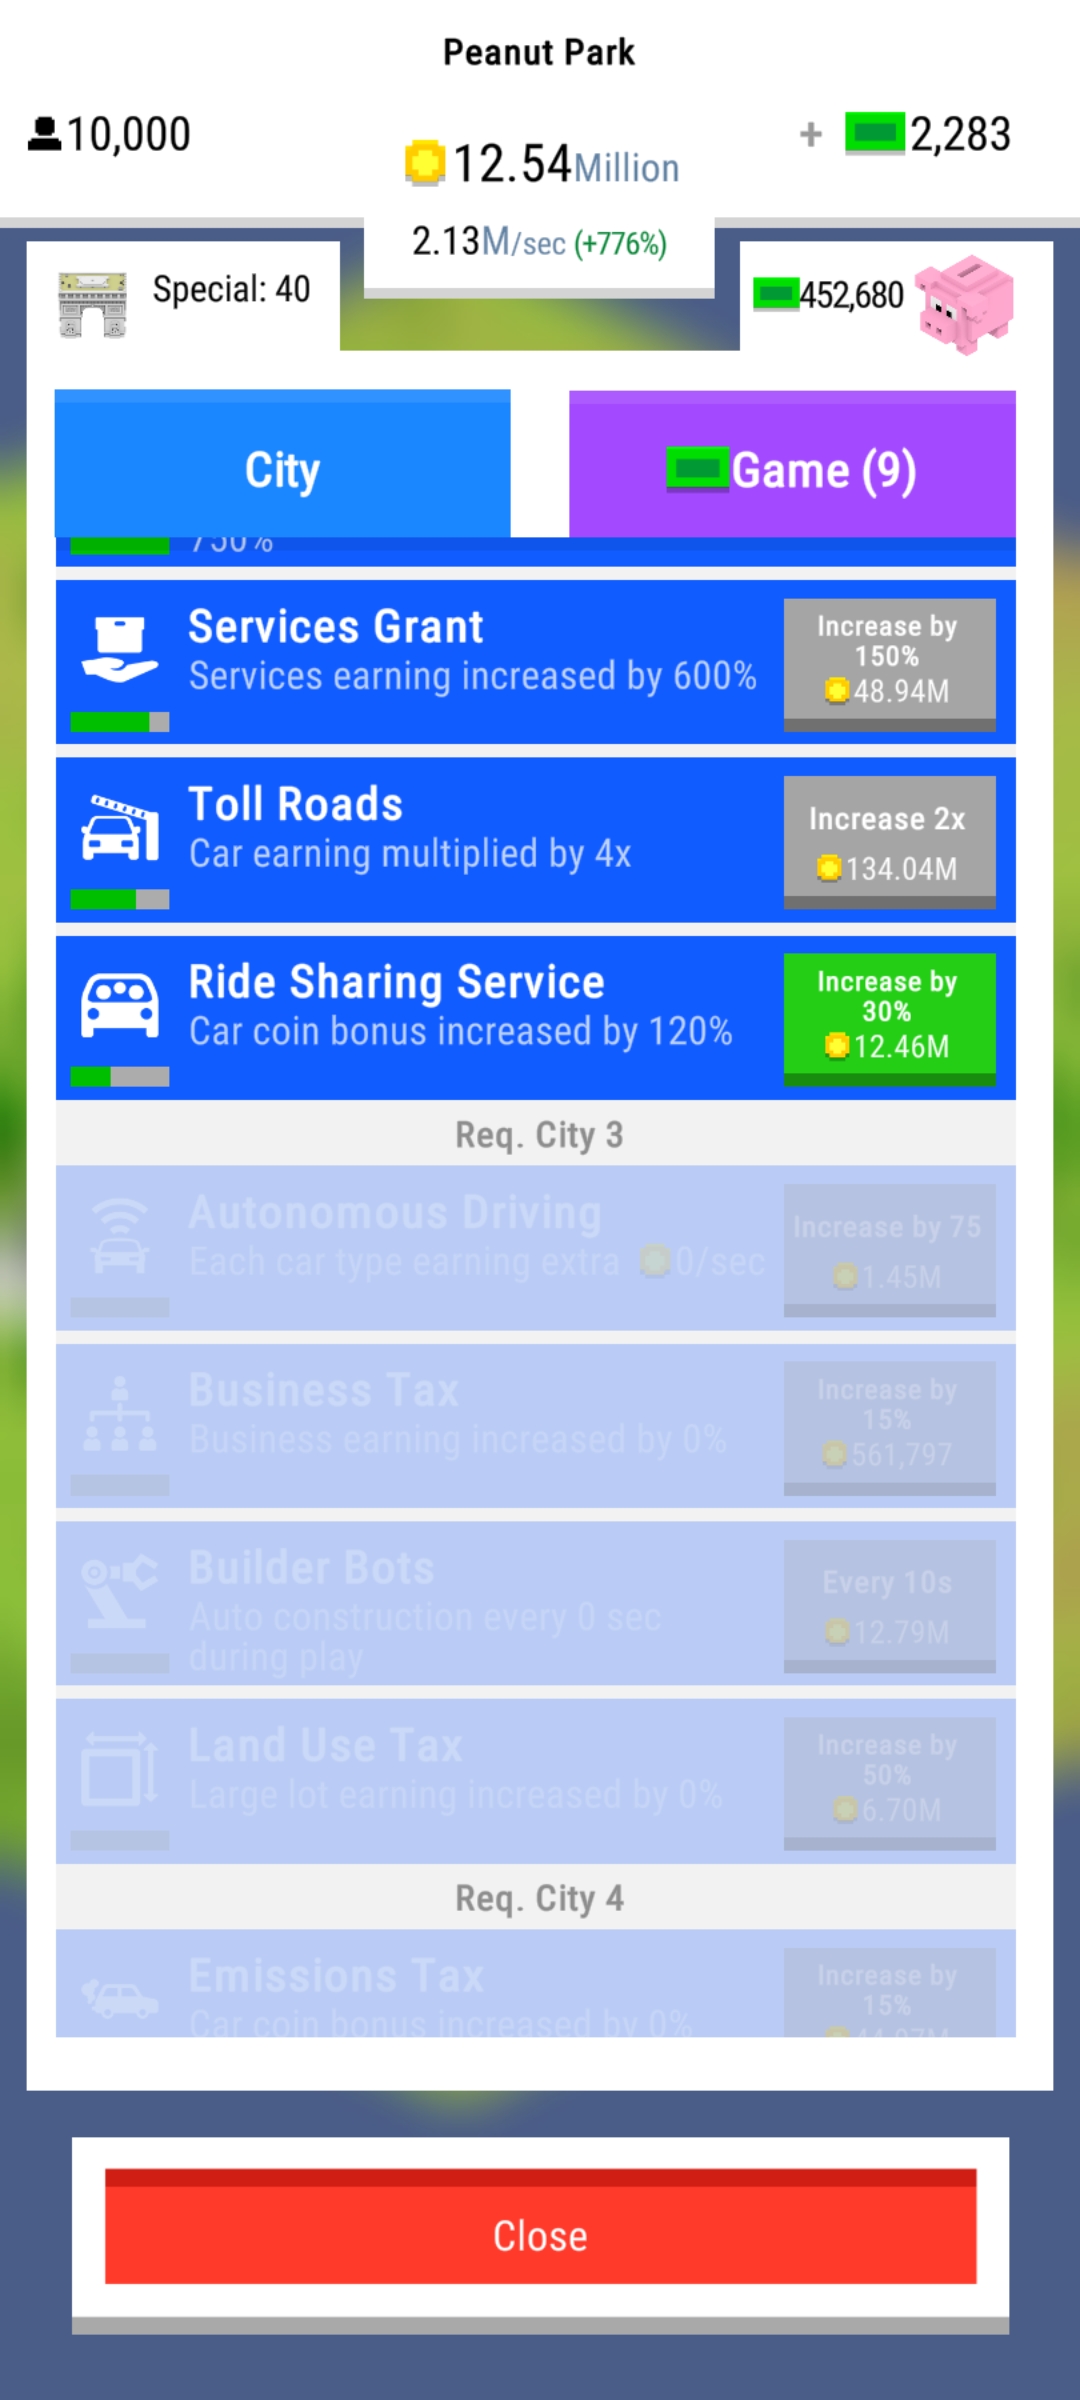 Peanut Park
10,000
12.54Million
+ 2,283
2.13M/sec (+776%)
Special: 40
452,680
City
Game (9)
750%
Services Grant
Services earning increased by 600%
Increase by
150%
48.94M
Toll Roads
Car earning multiplied by 4x
Increase 2x
134.04M
Ride Sharing Service
Car coin bonus increased by 120%
Increase by
30%
12.46M
Req. City 3
Autonomous Driving
Each car type earning extra 0/sec
Increase by 75
1.45M
Business Tax
Business earning increased by 0%
Increase by
15%
561,797
Builder Bots
Auto construction every 0 sec
during play
Every 10s
12.79M
Land Use Tax
Large lot earning increased by 0%
Increase by
50%
6.70M
Req. City 4
Emissions Tax
Car coin bonus increased by 0%
Increase by
15%
Close